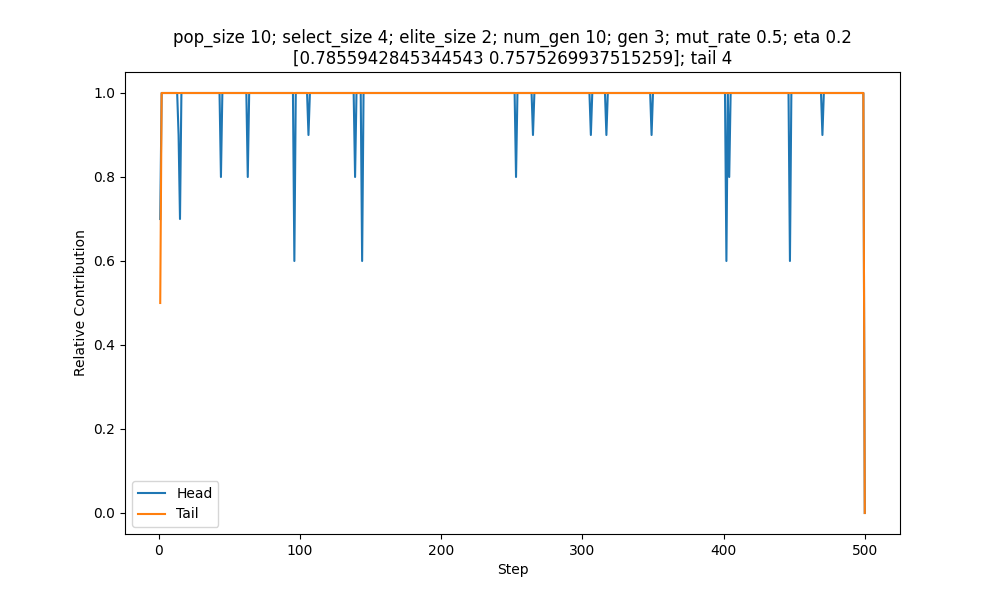 pop_size 10; select_size 4; elite_size 2; num_gen 10; gen 3; mut_rate 0.5; eta 0.2
[0.7855942845344543 0.7575269937515259]; tail 4
1.0
0.8
0.6
0.4
0.2
0.0
Relative Contribution
Head
Tail
0
100
200
300
400
500
Step